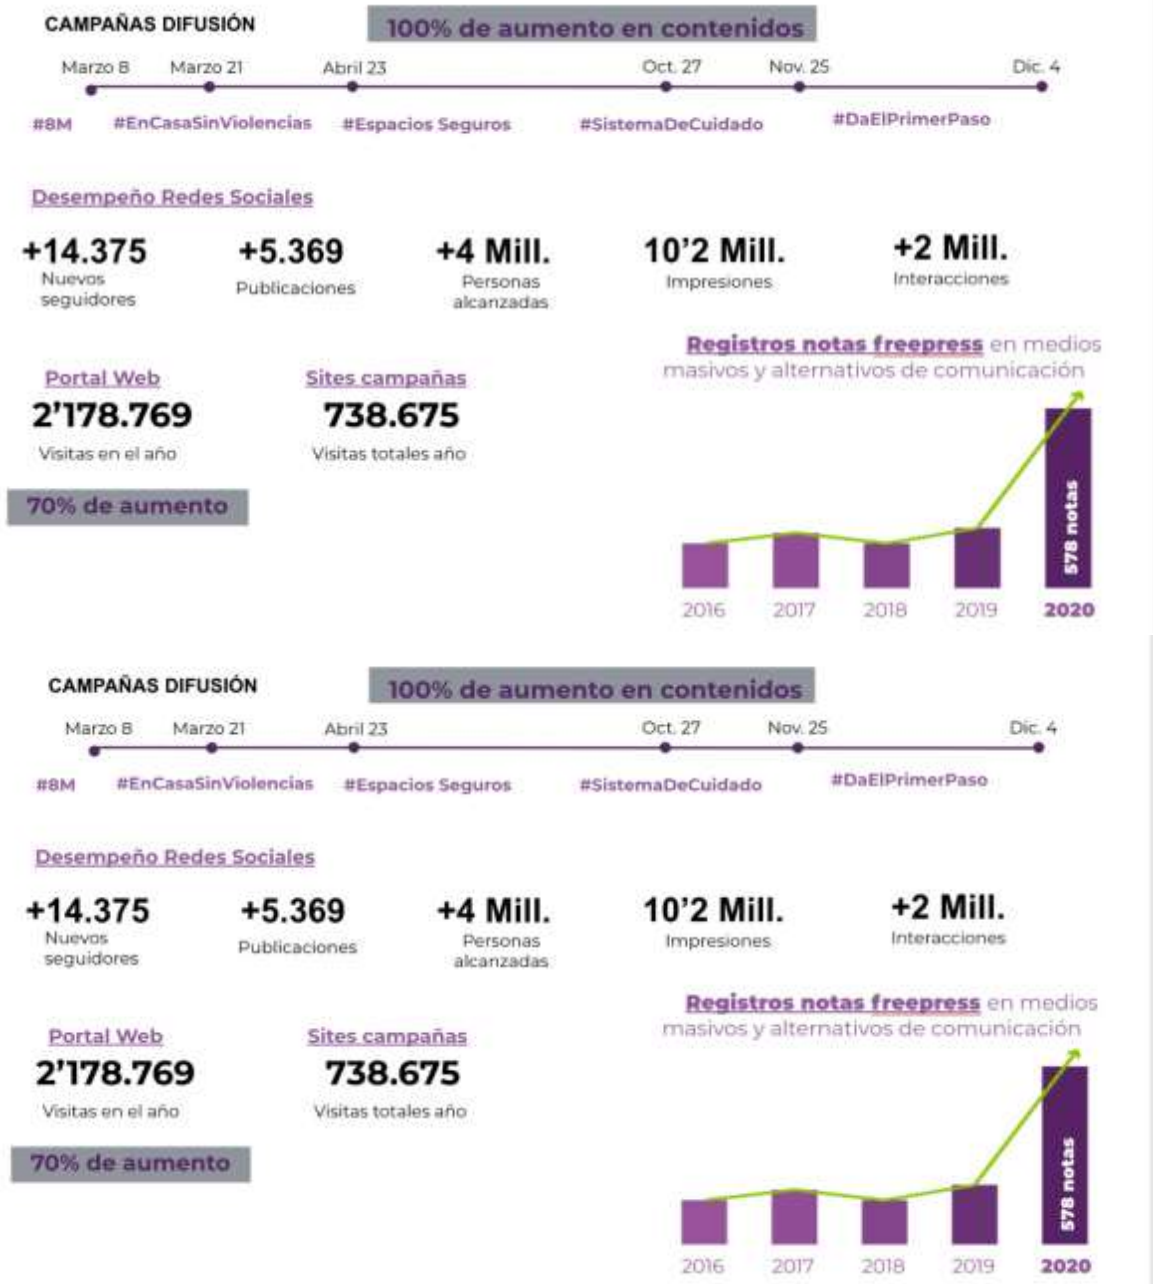 CAMPAÑAS DIFUSIÓN
100% de aumento en contenidos
Marzo 8 Marzo 21 Abril 23 Oct. 27 Nov. 25 Dic. 4
#8M #EnCasaSinViolencias #Espacios Seguros #SistemaDeCuidado #DaElPrimerPaso
Desempeño Redes Sociales
+14.375 +5.369 +4 Mill. 10'2 Mill. +2 Mill.
Nuevos seguidores Publicaciones Personas alcanzadas Impresiones Interacciones
Registros notas freepress en medios
masivos y alternativos de comunicación
Portal Web Sites campañas
2'178.769 738.675
Visitas en el año Visitas totales año
70% de aumento
578 notas
2016 2017 2018 2019 2020
CAMPAÑAS DIFUSIÓN
100% de aumento en contenidos
Marzo 8 Marzo 21 Abril 23 Oct. 27 Nov. 25 Dic. 4
#8M #EnCasaSinViolencias #Espacios Seguros #SistemaDeCuidado #DaElPrimerPaso
Desempeño Redes Sociales
+14.375 +5.369 +4 Mill. 10'2 Mill. +2 Mill.
Nuevos seguidores Publicaciones Personas alcanzadas Impresiones Interacciones
Registros notas freepress en medios
masivos y alternativos de comunicación
Portal Web Sites campañas
2'178.769 738.675
Visitas en el año Visitas totales año
70% de aumento
578 notas
2016 2017 2018 2019 2020